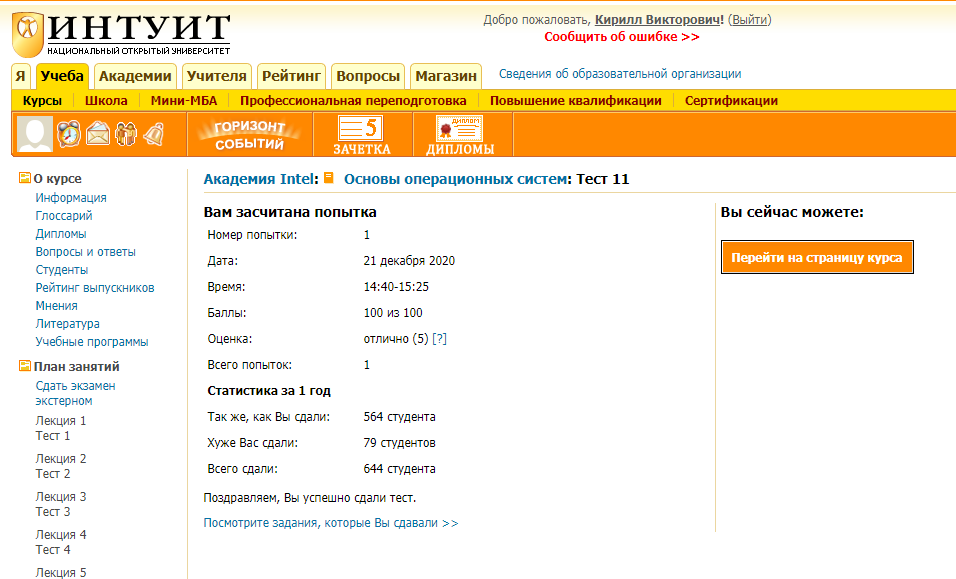 ИНТУИТ
НАЦИОНАЛЬНЫЙ ОТКРЫТЫЙ УНИВЕРСИТЕТ
Добро пожаловать, Кирилл Викторович! (Выйти)
Сообщить об ошибке >>
Я Учеба Академии Учителя Рейтинг Вопросы Магазин Сведения об образовательной организации
Курсы Школа Мини-МБА Профессиональная переподготовка Повышение квалификации Сертификации
ГОРИЗОНТ
СОБЫТИЙ
5
ЗАЧЕТКА
ДИПЛОМ
ДИПЛОМЫ
О курсе
Информация
Глоссарий
Дипломы
Вопросы и ответы
Студенты
Рейтинг выпускников
Мнения
Литература
Учебные программы
План занятий
Сдать экзамен
экстерном
Лекция 1
Тест 1
Лекция 2
Тест 2
Лекция 3
Тест 3
Лекция 4
Тест 4
Лекция 5
Академия Intel: Основы операционных систем: Тест 11
Вам засчитана попытка
Номер попытки: 1
Дата: 21 декабря 2020
Время: 14:40-15:25
Баллы: 100 из 100
Оценка: отлично (5) [?]
Всего попыток: 1
Статистика за 1 год
Так же, как Вы сдали: 564 студента
Хуже Вас сдали: 79 студентов
Всего сдали: 644 студента
Поздравляем, Вы успешно сдали тест.
Посмотрите задания, которые Вы сдавали >>
Вы сейчас можете:
Перейти на страницу курса